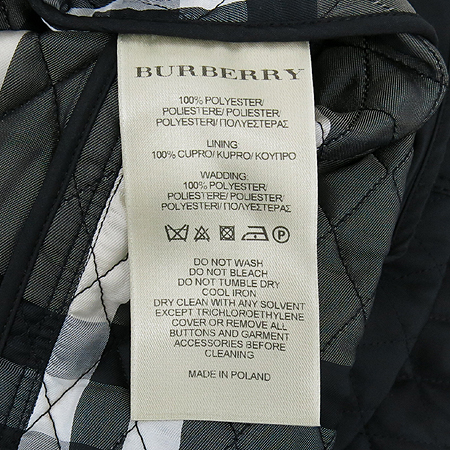 BURBERRY
100% POLYESTER/
POLIESTERE/ POLIESTER/
POLYESTER/ ΠΟΛΥΕΣΤΕΡΑΣ
LINING:
100% CUPRO/ KUPRO/ ΚΟΥΠΡΟ
WADDING:
100% POLYESTER/
POLIESTERE/ POLIESTER/
POLYESTER/ ΠΟΛΥΕΣΤΕΡΑΣ
P
DO NOT WASH
DO NOT BLEACH
DO NOT TUMBLE DRY
COOL IRON
DRY CLEAN WITH ANY SOLVENT
EXCEPT TRICHLOROETHYLENE
COVER OR REMOVE ALL
BUTTONS AND GARMENT
ACCESSORIES BEFORE
CLEANING
MADE IN POLAND